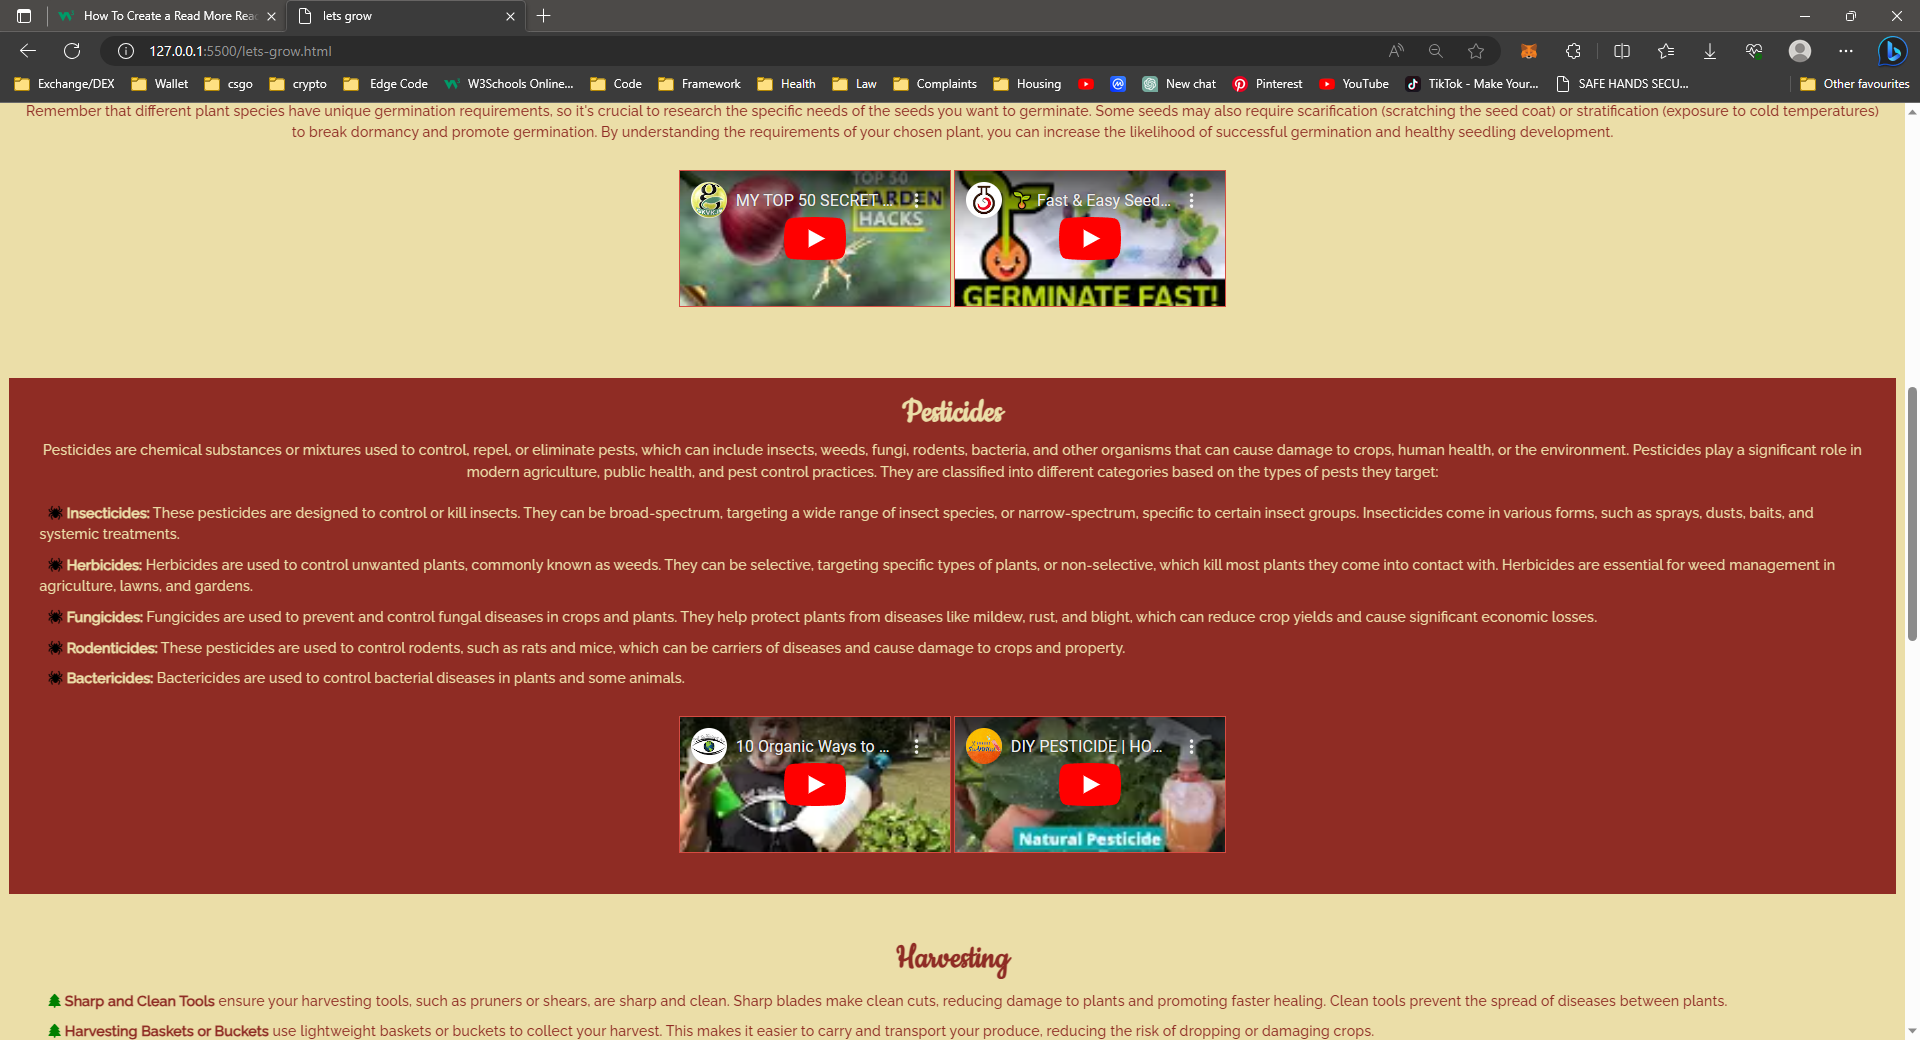 How To Create a Read More Rea
lets grow
127.0.0.1:5500/lets-grow.html
Exchange/DEX
Wallet
csgo
crypto
Edge Code
W3Schools Online...
Code
Framework
Health
Law
Complaints
Housing
New chat
Pinterest
YouTube
TikTok - Make Your...
SAFE HANDS SECU...
Other favourites
Remember that different plant species have unique germination requirements, so it's crucial to research the specific needs of the seeds you want to germinate. Some seeds may also require scarification (scratching the seed coat) or stratification (exposure to cold temperatures)
to break dormancy and promote germination. By understanding the requirements of your chosen plant, you can increase the likelihood of successful germination and healthy seedling development.
TOP 50
GARDEN
HACKS
MY TOP 50 SECRET ...
Fast & Easy Seed...
GERMINATE FAST!
Pesticides
Pesticides are chemical substances or mixtures used to control, repel, or eliminate pests, which can include insects, weeds, fungi, rodents, bacteria, and other organisms that can cause damage to crops, human health, or the environment. Pesticides play a significant role in
modern agriculture, public health, and pest control practices. They are classified into different categories based on the types of pests they target:
Insecticides: These pesticides are designed to control or kill insects. They can be broad-spectrum, targeting a wide range of insect species, or narrow-spectrum, specific to certain insect groups. Insecticides come in various forms, such as sprays, dusts, baits, and
systemic treatments.
Herbicides: Herbicides are used to control unwanted plants, commonly known as weeds. They can be selective, targeting specific types of plants, or non-selective, which kill most plants they come into contact with. Herbicides are essential for weed management in
agriculture, lawns, and gardens.
Fungicides: Fungicides are used to prevent and control fungal diseases in crops and plants. They help protect plants from diseases like mildew, rust, and blight, which can reduce crop yields and cause significant economic losses.
Rodenticides: These pesticides are used to control rodents, such as rats and mice, which can be carriers of diseases and cause damage to crops and property.
Bactericides: Bactericides are used to control bacterial diseases in plants and some animals.
10 Organic Ways to ...
DIY PESTICIDE | HO...
Natural Pesticide
Harvesting
Sharp and Clean Tools ensure your harvesting tools, such as pruners or shears, are sharp and clean. Sharp blades make clean cuts, reducing damage to plants and promoting faster healing. Clean tools prevent the spread of diseases between plants.
Harvesting Baskets or Buckets use lightweight baskets or buckets to collect your harvest. This makes it easier to carry and transport your produce, reducing the risk of dropping or damaging crops.